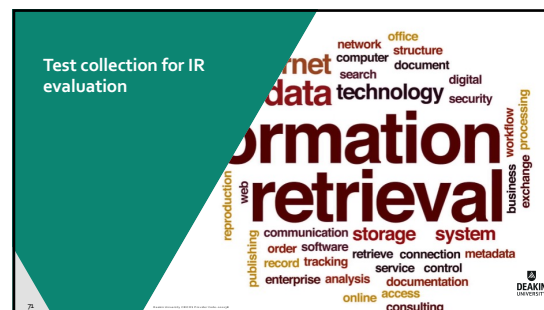 Test collection for IR
evaluation
office
network
structure
computer
document
search
digital
data
technology
security
retrieval
workflow
processing
business
exchange
reproduction
web
publishing
communication
storage
system
order
software
retrieve
connection
metadata
record
tracking
service
control
enterprise
analysis
documentation
online
access
consulting
71
DEAKIN
UNIVERSITY